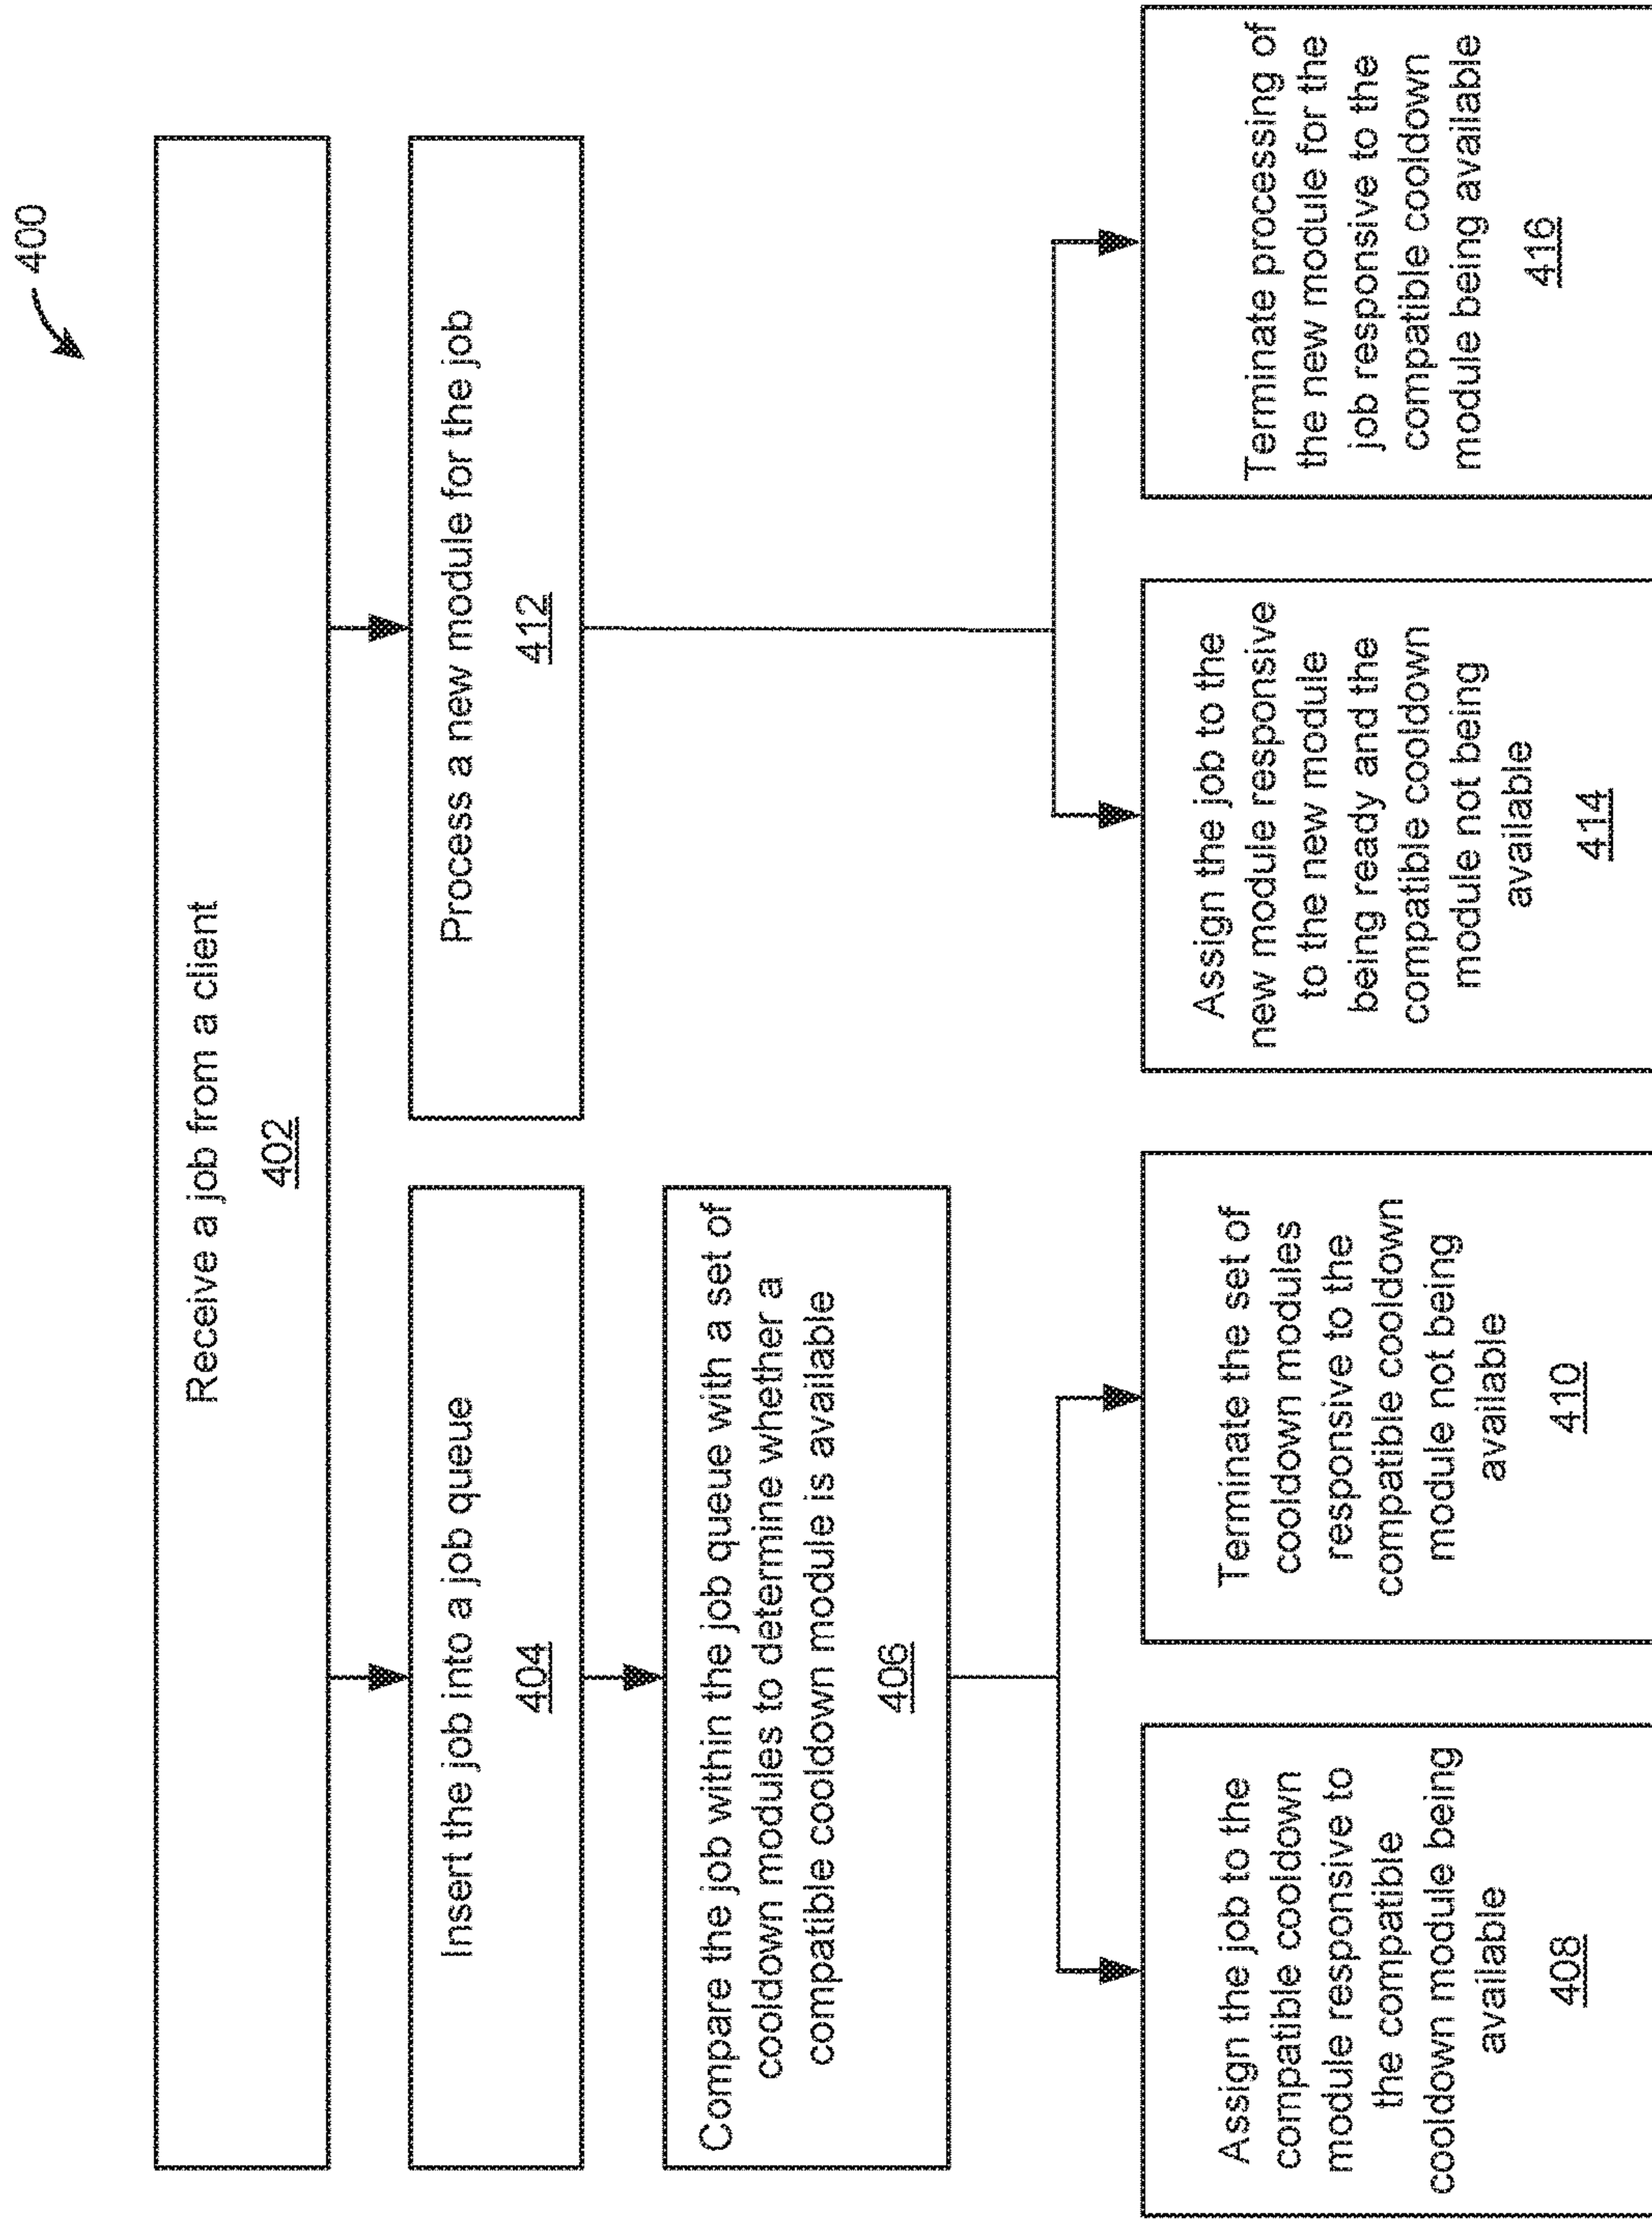 400
Receive a job from a client
402
Insert the job into a job queue
404
Process a new module for the job
412
Compare the job within the job queue with a set of
cooldown modules to determine whether a
compatible cooldown module is available
406
Assign the job to the
compatible cooldown
module responsive to
the compatible
cooldown module being
available
408
Terminate the set of
cooldown modules
responsive to the
compatible cooldown
module not being
available
410
Assign the job to the
new module responsive
to the new module
being ready and the
compatible cooldown
module not being
available
414
Terminate processing of
the new module for the
job responsive to the
compatible cooldown
module being available
416